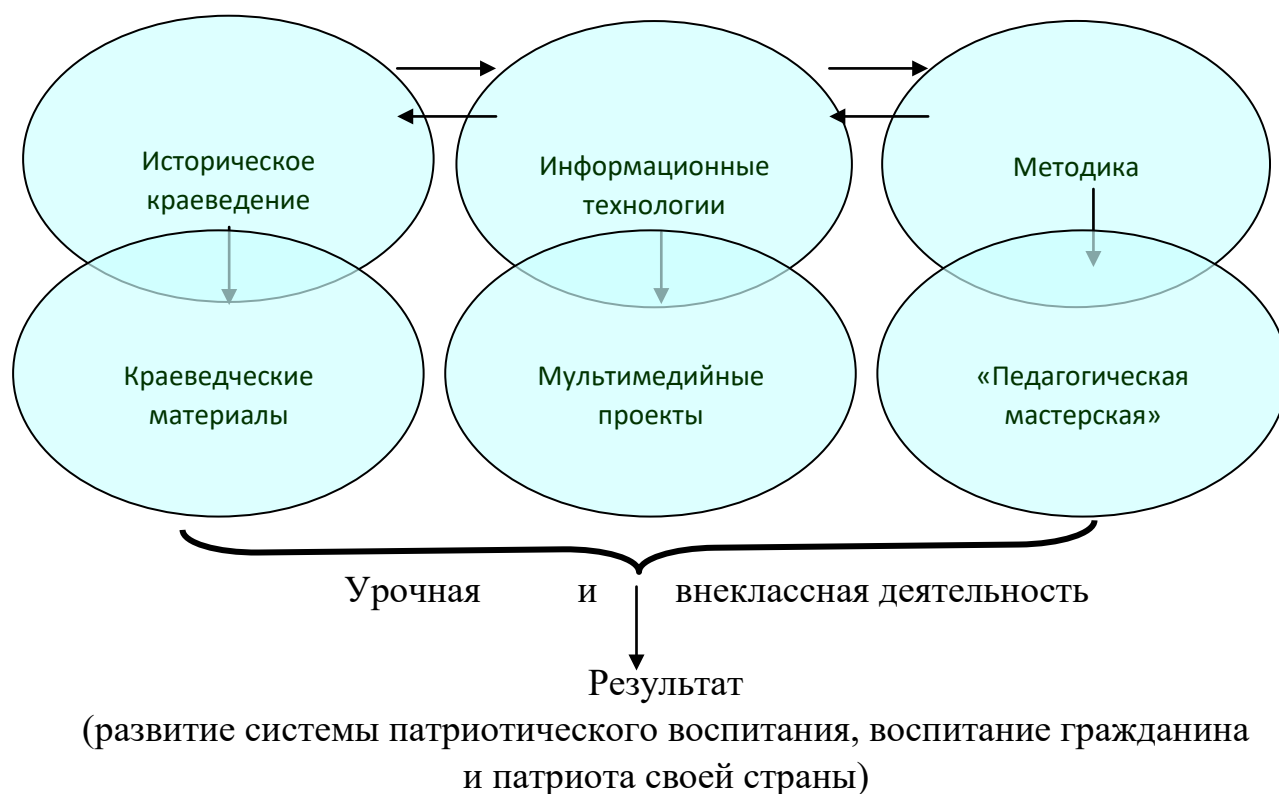 Историческое
краеведение
Информационные
технологии
Методика
Краеведческие
материалы
Мультимедийные
проекты
«Педагогическая
мастерская»
Урочная и внеклассная деятельность
Результат
(развитие системы патриотического воспитания, воспитание гражданина
и патриота своей страны)